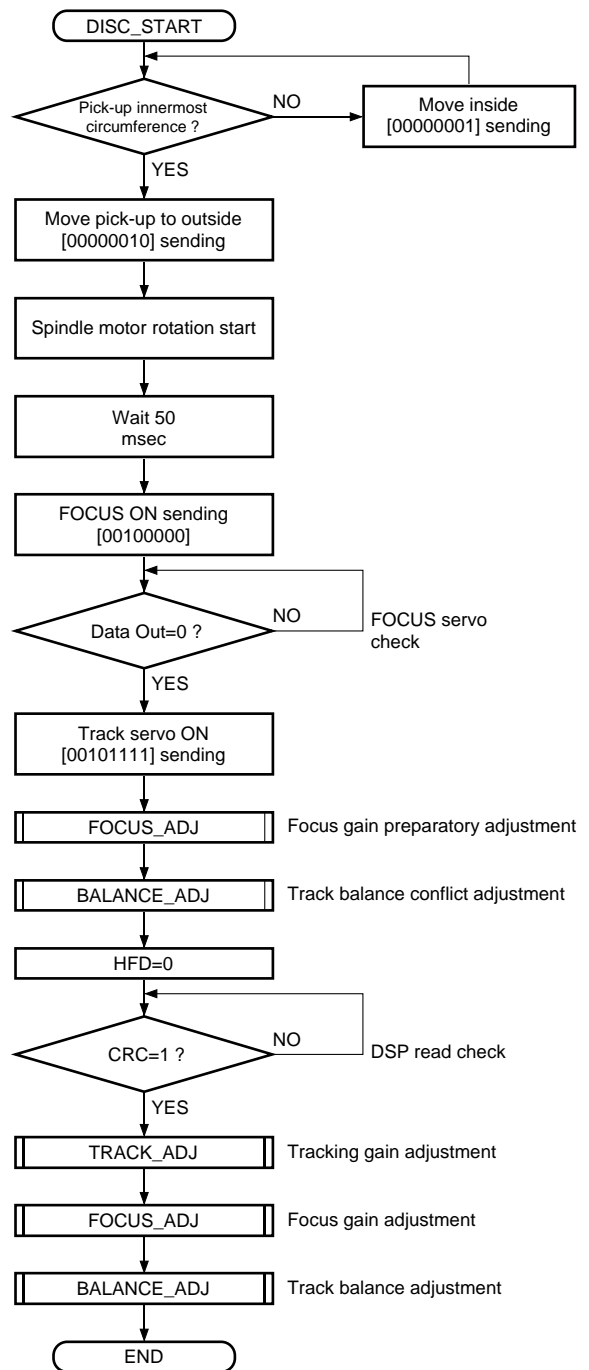 DISC_START
Pick-up innermost
circumference ?
NO
Move inside
[00000001] sending
YES
Move pick-up to outside
[00000010] sending
Spindle motor rotation start
Wait 50
msec
FOCUS ON sending
[00100000]
Data Out=0 ?
NO
FOCUS servo
check
YES
Track servo ON
[00101111] sending
FOCUS_ADJ
Focus gain preparatory adjustment
BALANCE_ADJ
Track balance conflict adjustment
HFD=0
CRC=1 ?
NO
DSP read check
YES
TRACK_ADJ
Tracking gain adjustment
FOCUS_ADJ
Focus gain adjustment
BALANCE_ADJ
Track balance adjustment
END